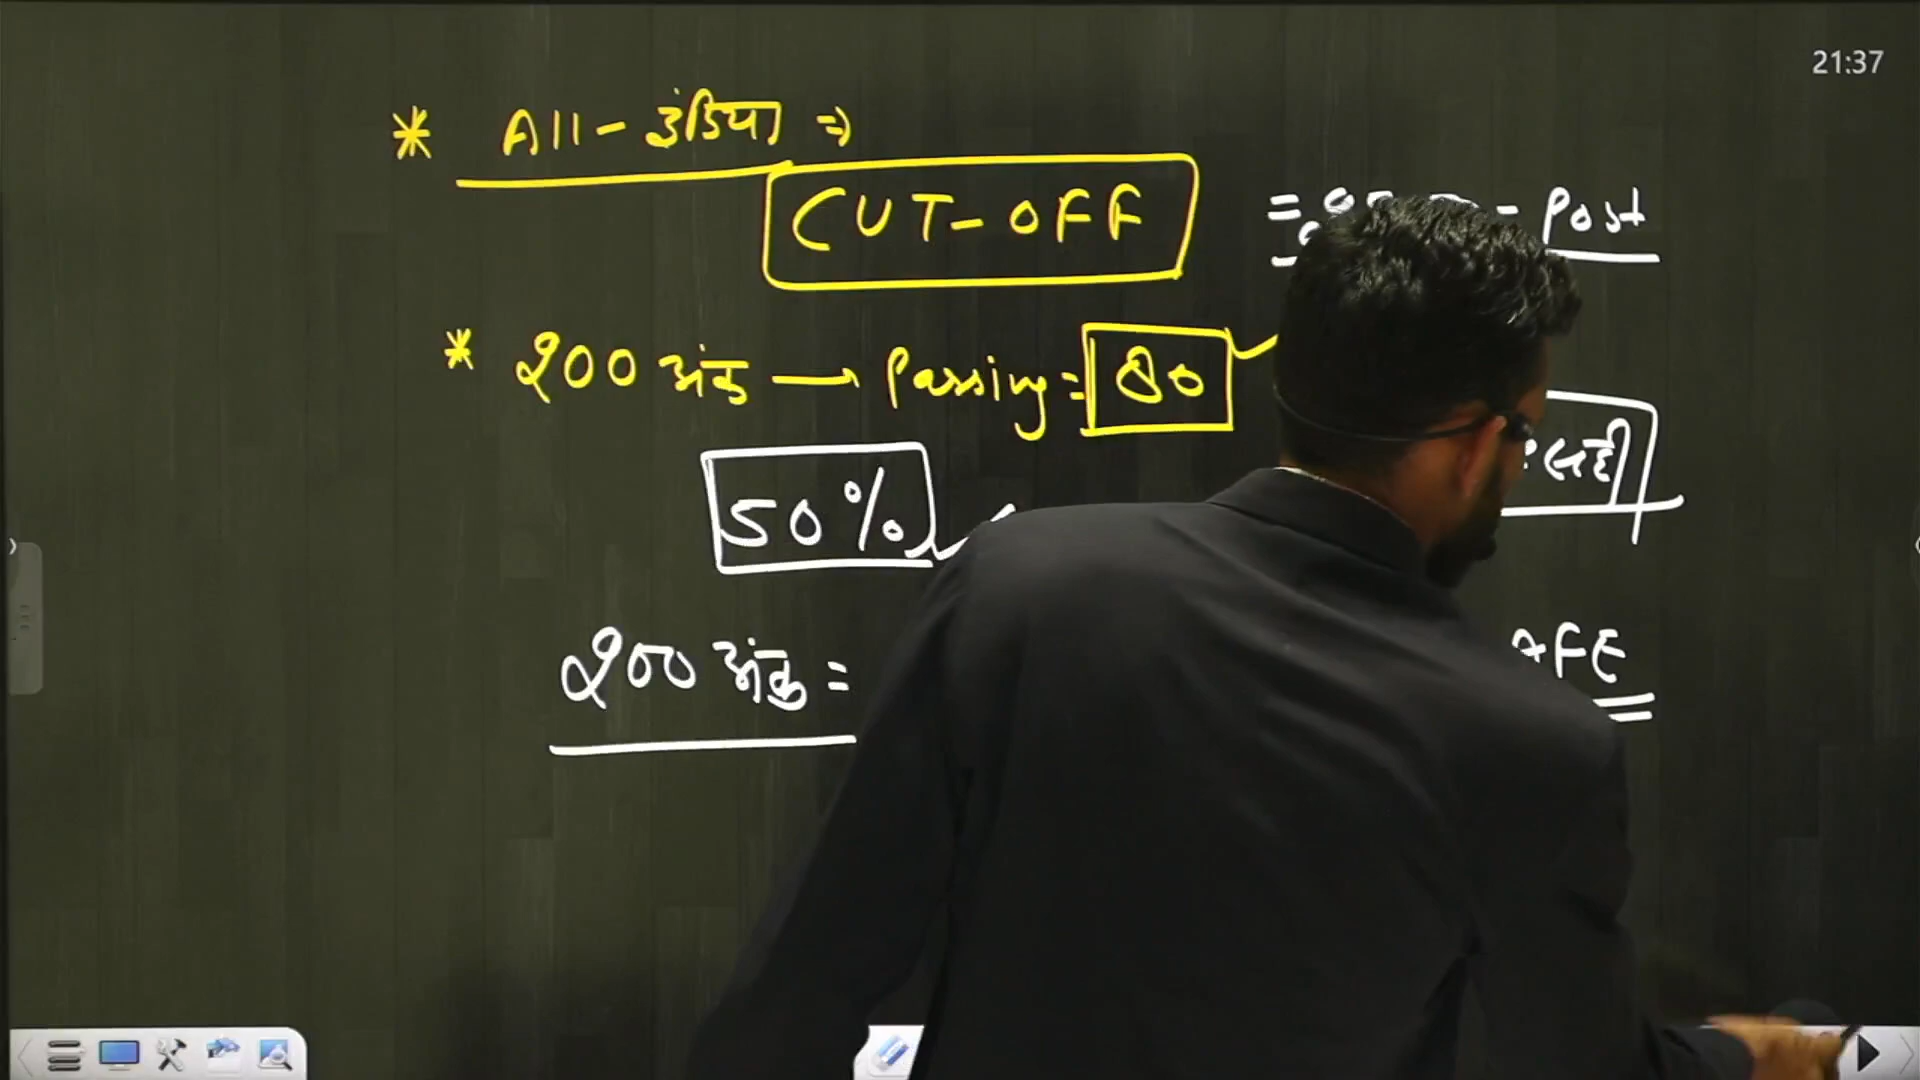 21:37
* All - इंडिया ⇒
CUT-OFF
- Post
* 200 अंक → Passing = 80
50%
200 अंक =